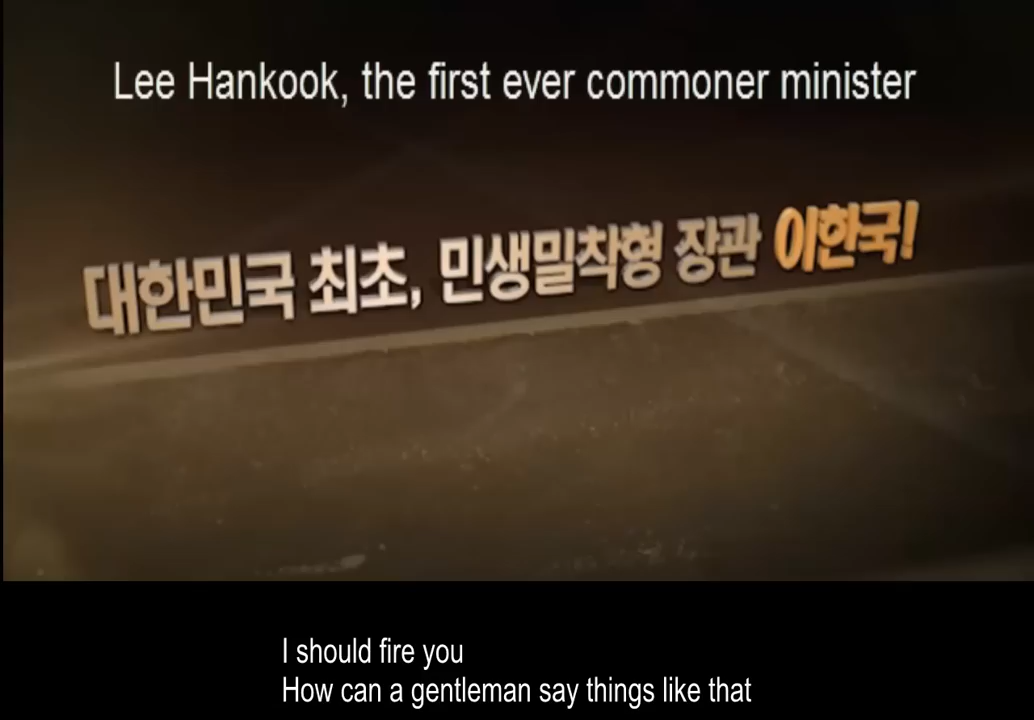 Lee Hankook, the first ever commoner minister
대한민국 최초, 민생밀착형 장관 이한국!
I should fire you
How can a gentleman say things like that